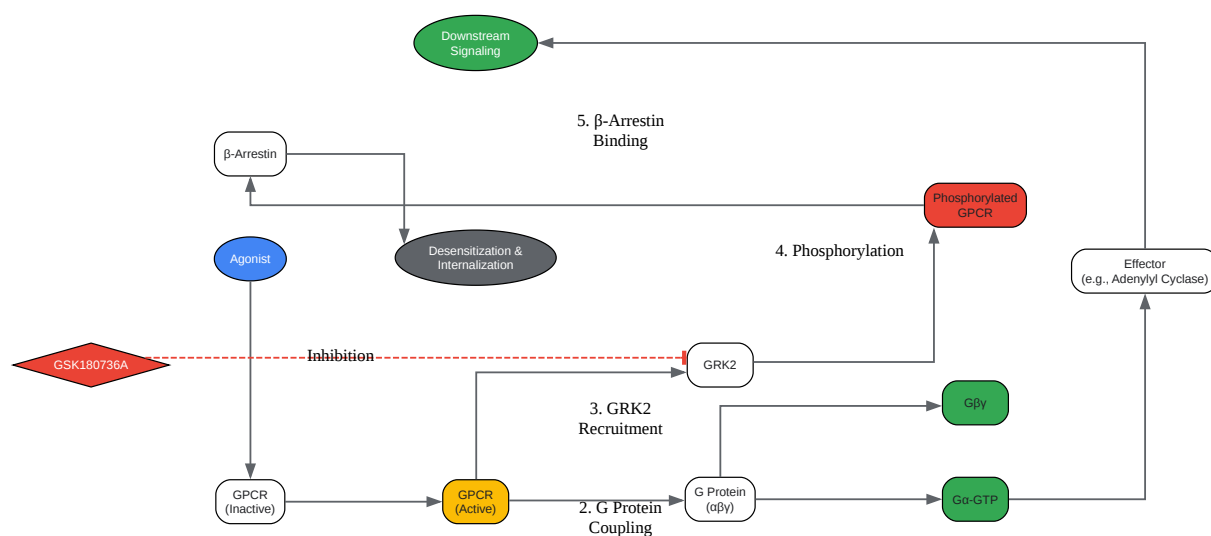 Downstream
Signaling
5. β-Arrestin
Binding
β-Arrestin
Phosphorylated
GPCR
Agonist
Desensitization &
Internalization
4. Phosphorylation
Effector
(e.g., Adenylyl Cyclase)
GSK180736A
Inhibition
GRK2
3. GRK2
Recruitment
Gβγ
GPCR
(Inactive)
GPCR
(Active)
2. G Protein
Coupling
G Protein
(αβγ)
Gα-GTP